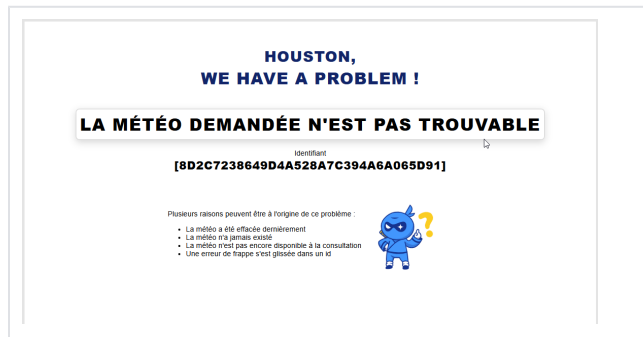 HOUSTON,
WE HAVE A PROBLEM !
LA MÉTÉO DEMANDÉE N'EST PAS TROUVABLE
Identifiant
[8D2C7238649D4A528A7C394A6A065D91]
Plusieurs raisons peuvent être à l'origine de ce problème :
La météo a été effacée dernièrement
La météo n'a jamais existé
La météo n'est pas encore disponible à la consultation
Une erreur de frappe s'est glissée dans un id
?